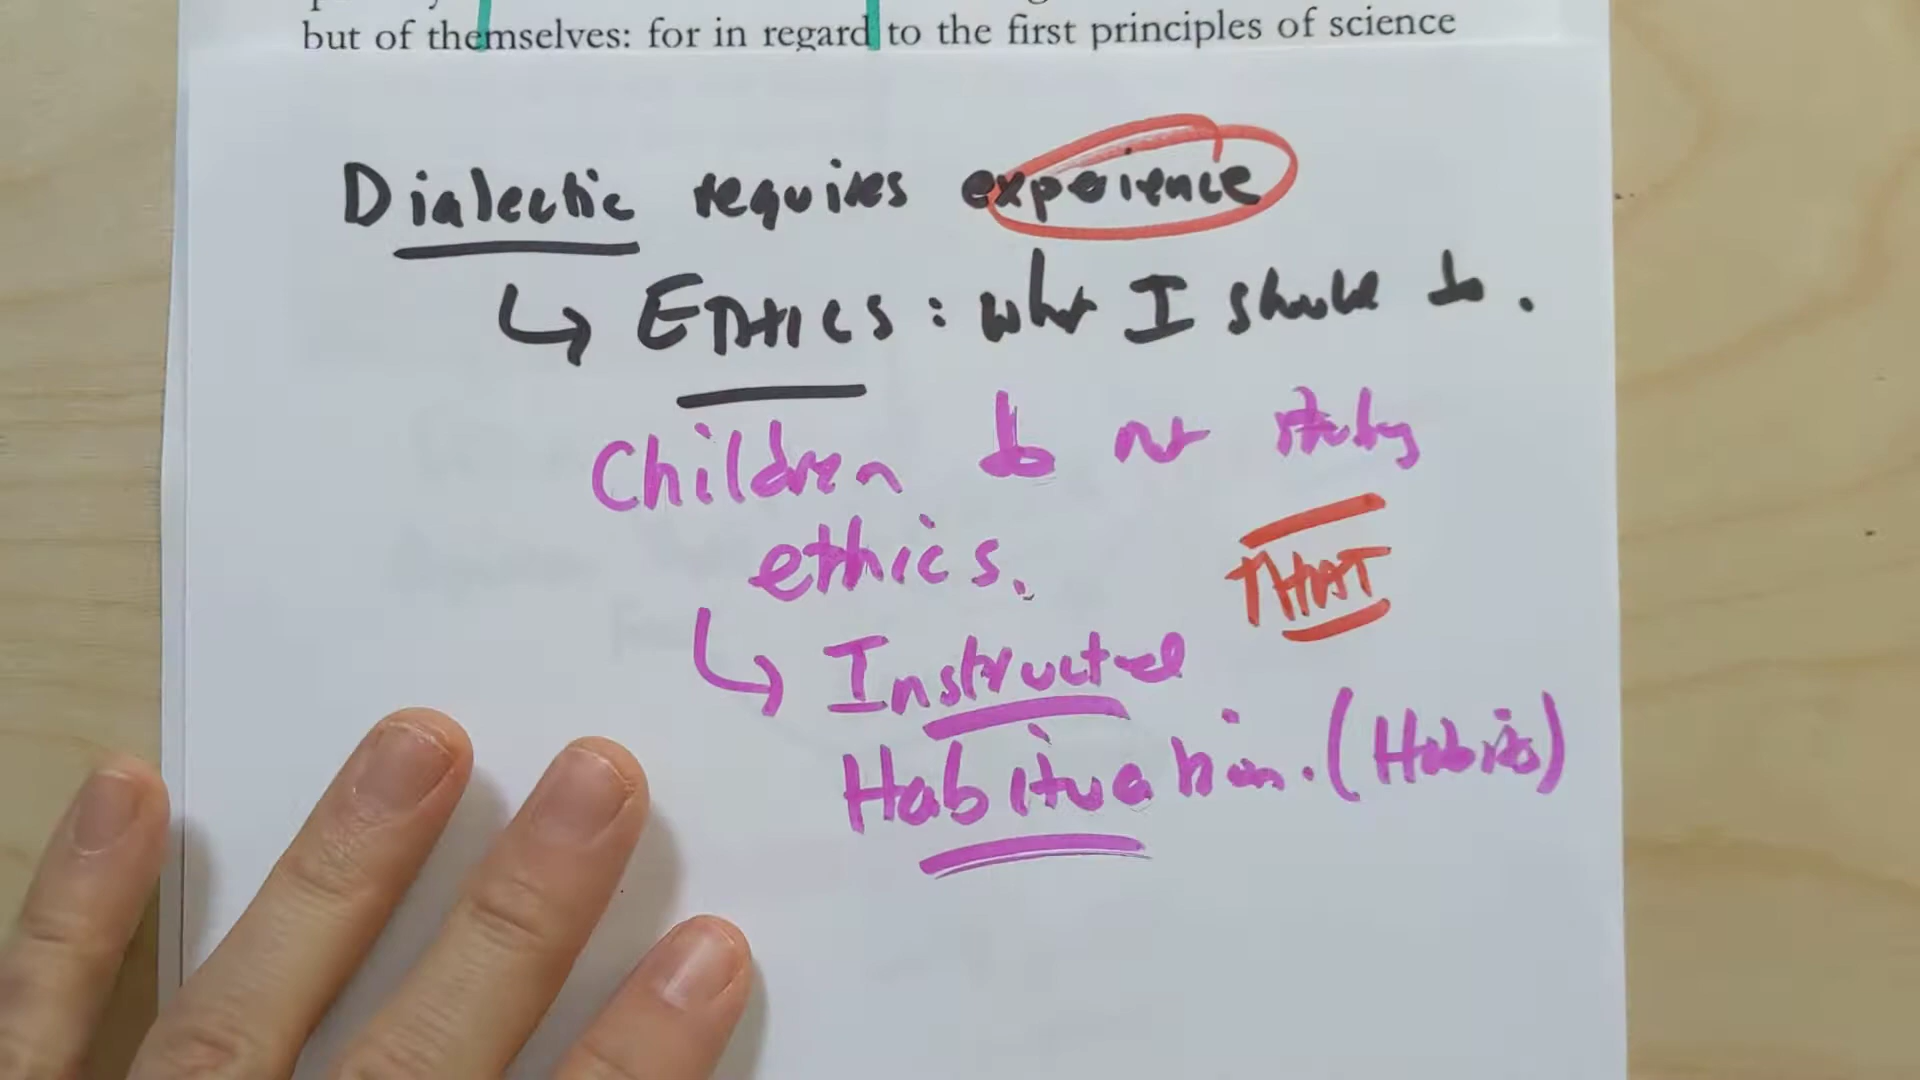 but of themselves: for in regard to the first principles of science
Dialectic requires experience
↳ ETHICS: what I should do.
Children do not study
ethics.
THAT
↳ Instructed
Habituation. (Habits)